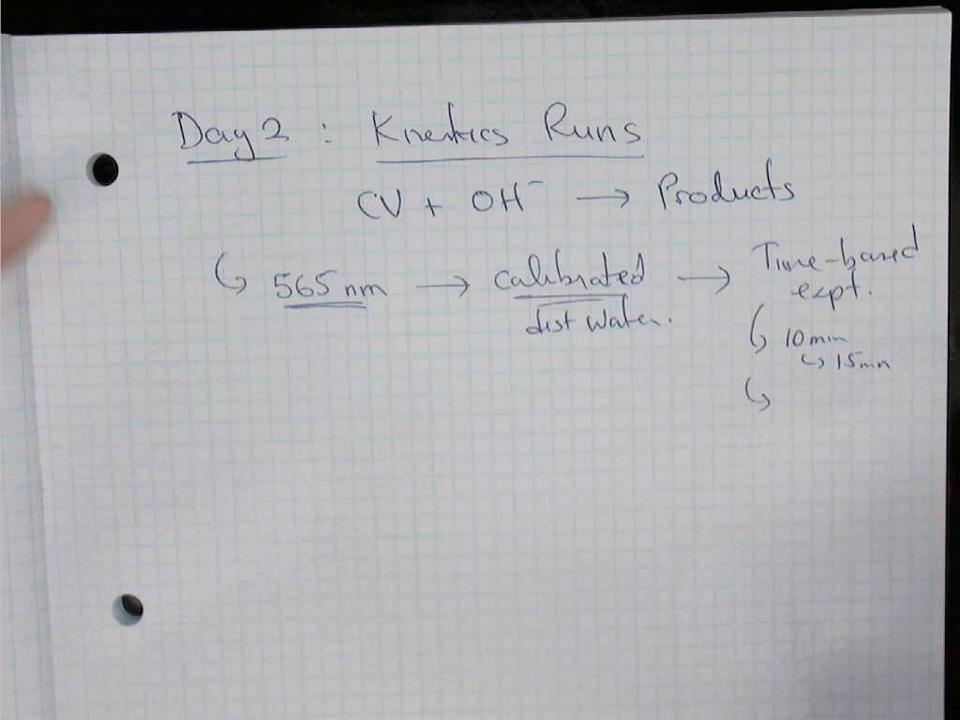 Day 2 : Kinetics Runs
CV + OH⁻ → Products
↳ 565 nm → calibrated → Time-based
dist water. expt.
↳ 10 min
↳ 15 min
↳